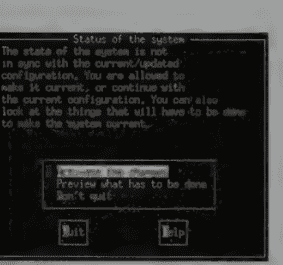 Status of the system
The state of the system is not
in sync with the current/updated
configuration. You are allowed to
make it current, or continue with
the current configuration. You can also
look at the things that will have to be done
to make the system current.
Activate the changes
Preview what has to be done
Don't quit
Quit
Help